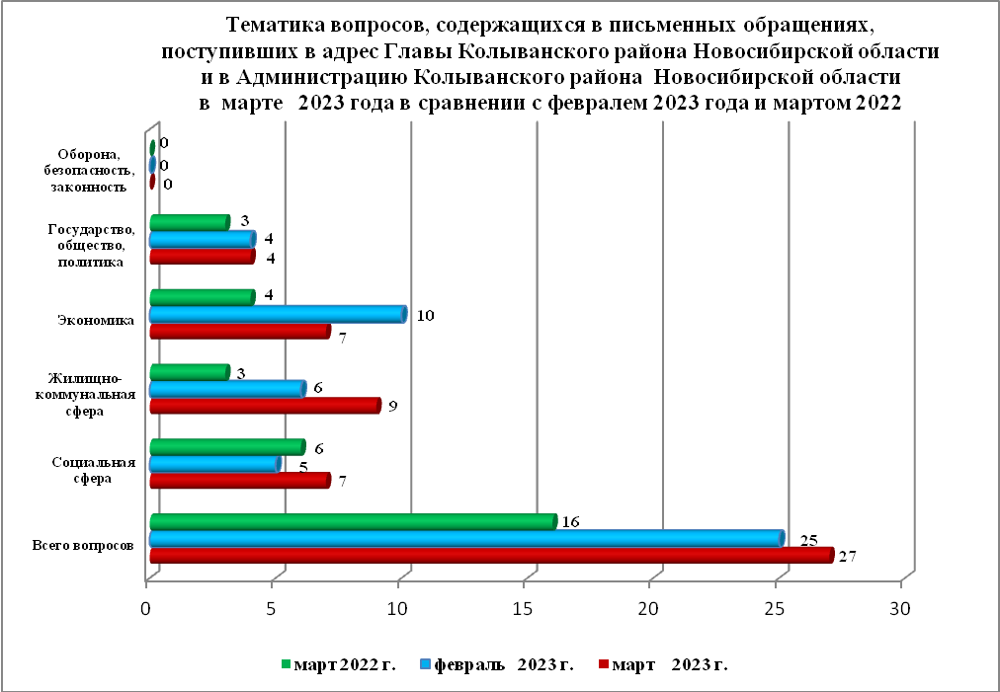 Тематика вопросов, содержащихся в письменных обращениях,
поступивших в адрес Главы Колыванского района Новосибирской области
и в Администрацию Колыванского района Новосибирской области
в марте 2023 года в сравнении с февралем 2023 года и мартом 2022
Оборона,
безопасность,
законность
0
0
0
Государство,
общество,
политика
3
4
4
Экономика
4
10
7
Жилищно-
коммунальная
сфера
3
6
9
Социальная
сфера
6
5
7
Всего вопросов
16
25
27
0 5 10 15 20 25 30
март 2022 г. февраль 2023 г. март 2023 г.